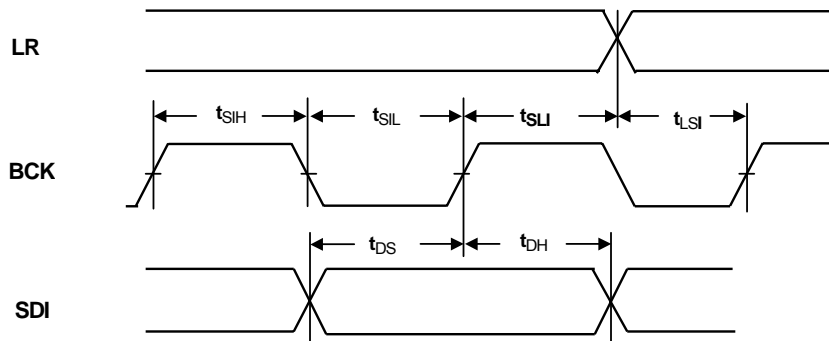 LR
tSIH tSIL tSLI tLSI
BCK
tDS tDH
SDI